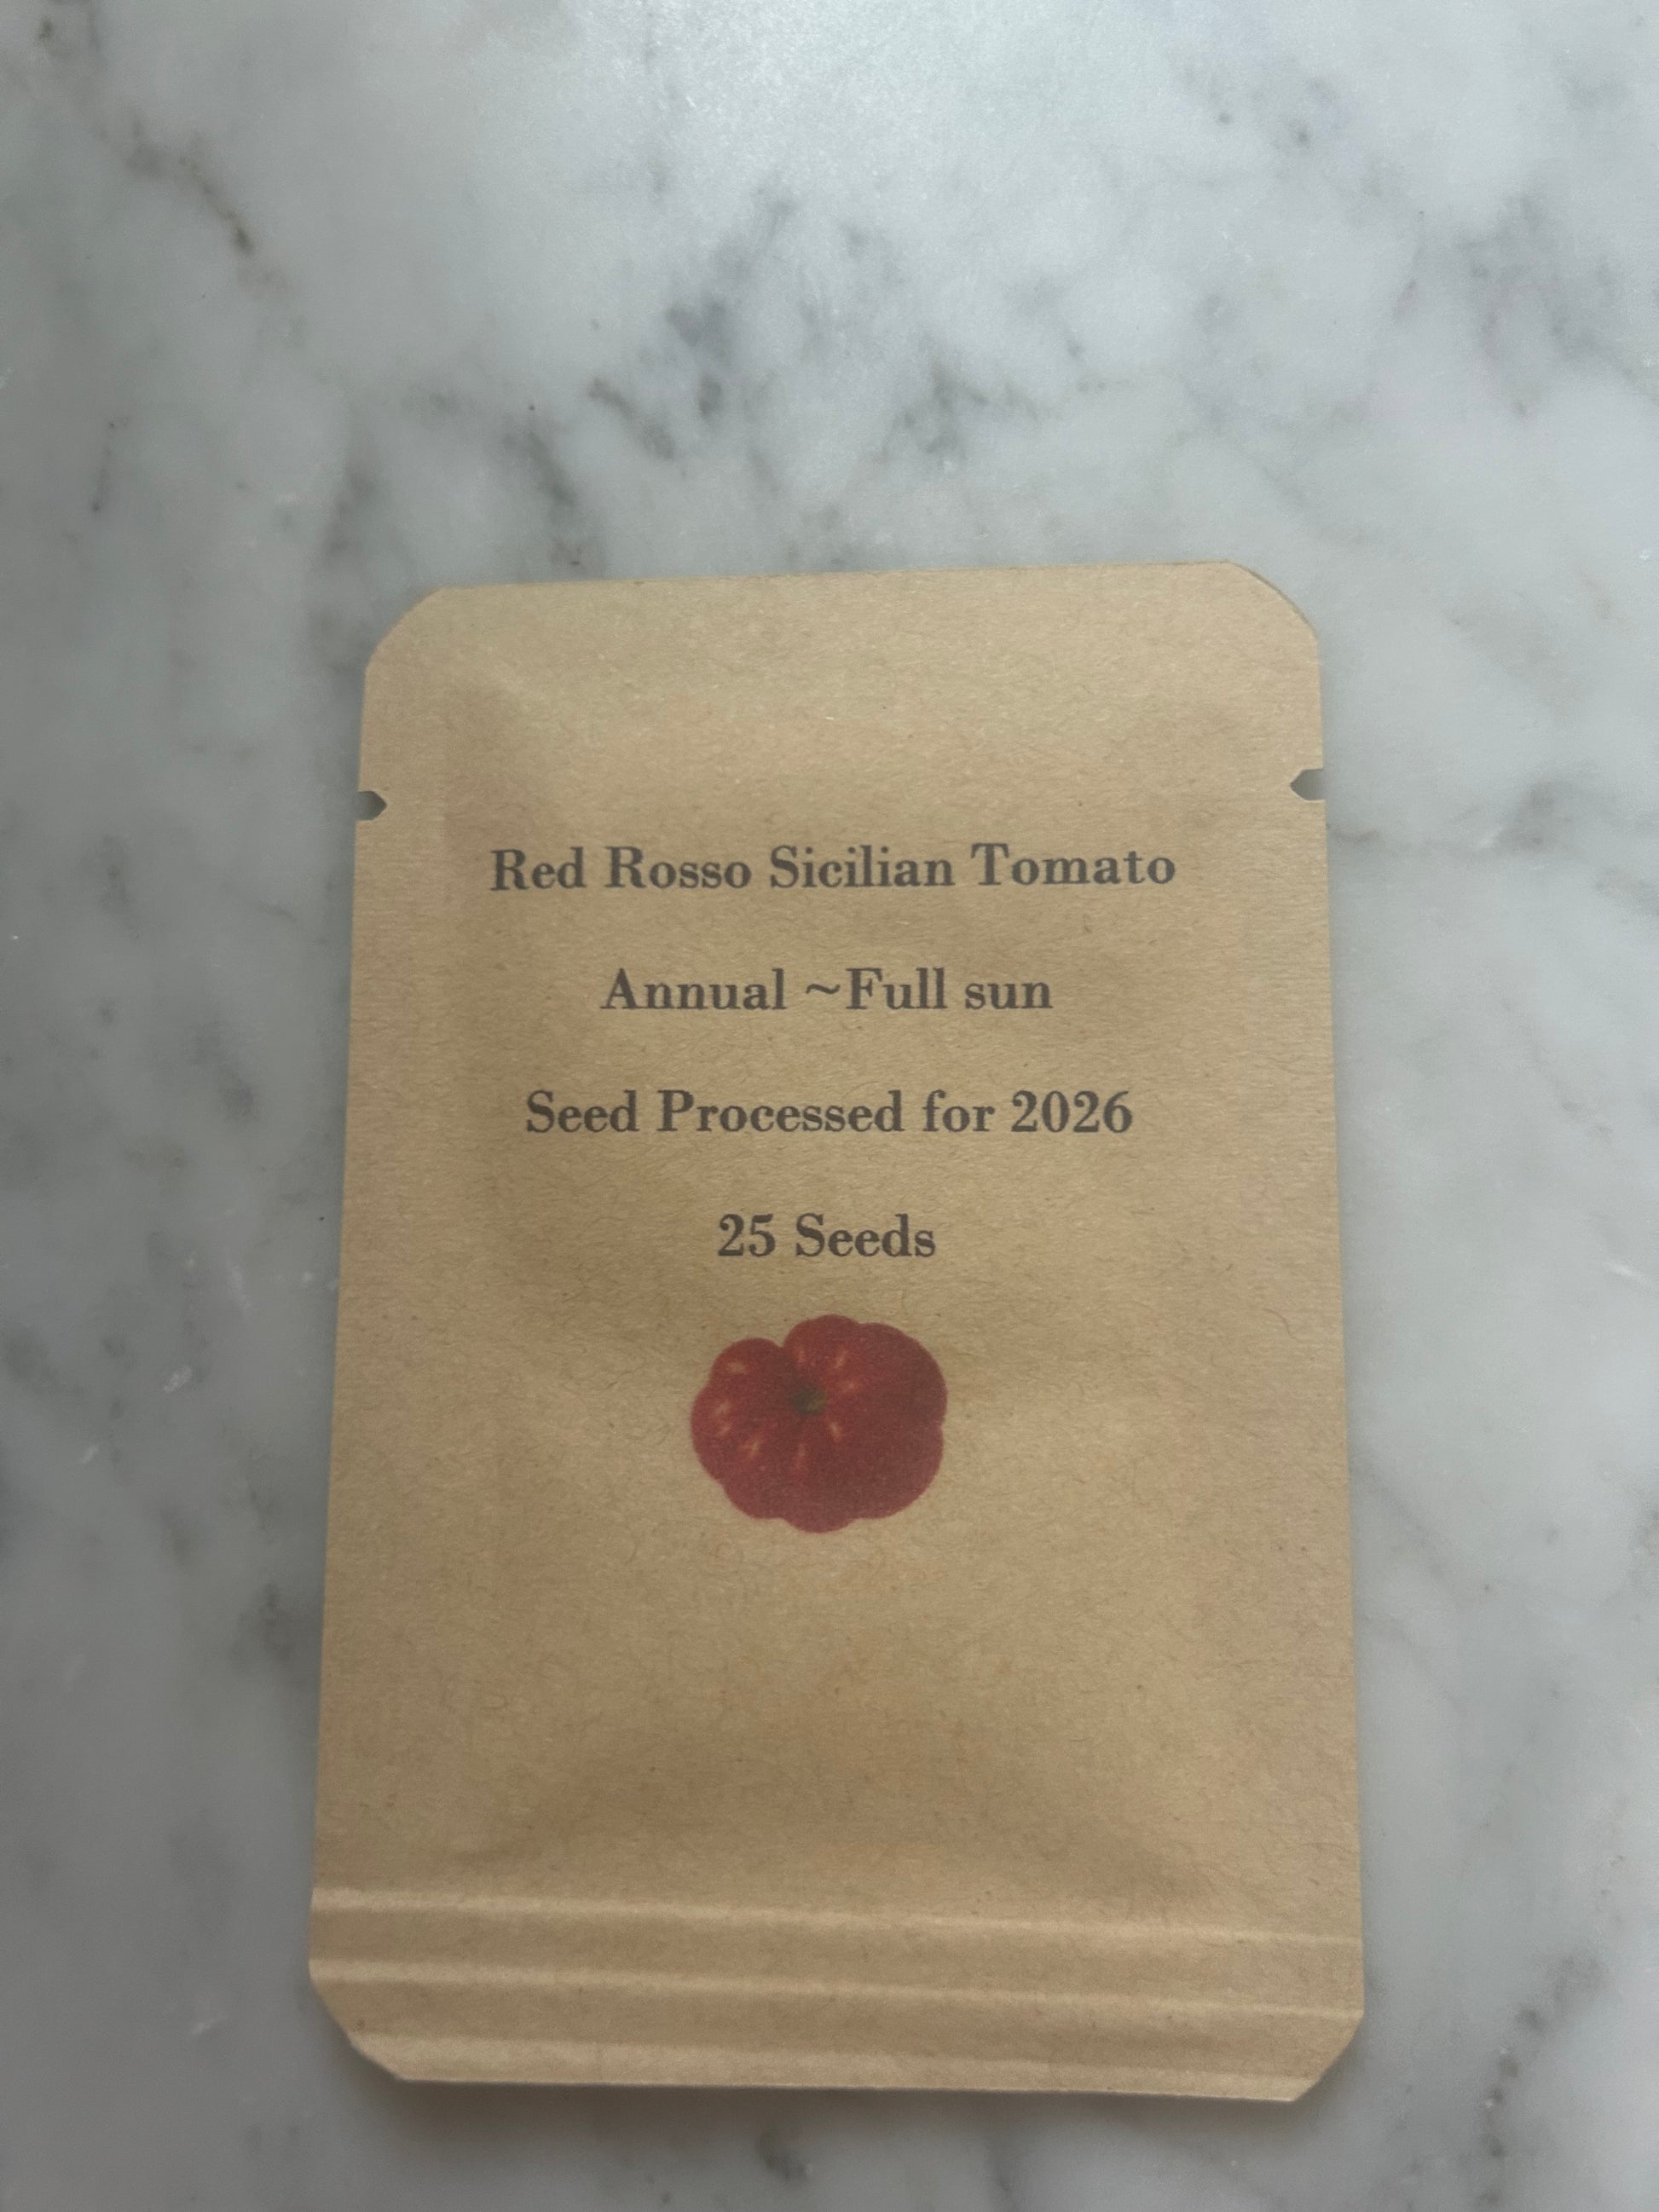 Red Rosso Sicilian Tomato
Annual ~Full sun
Seed Processed for 2026
25 Seeds